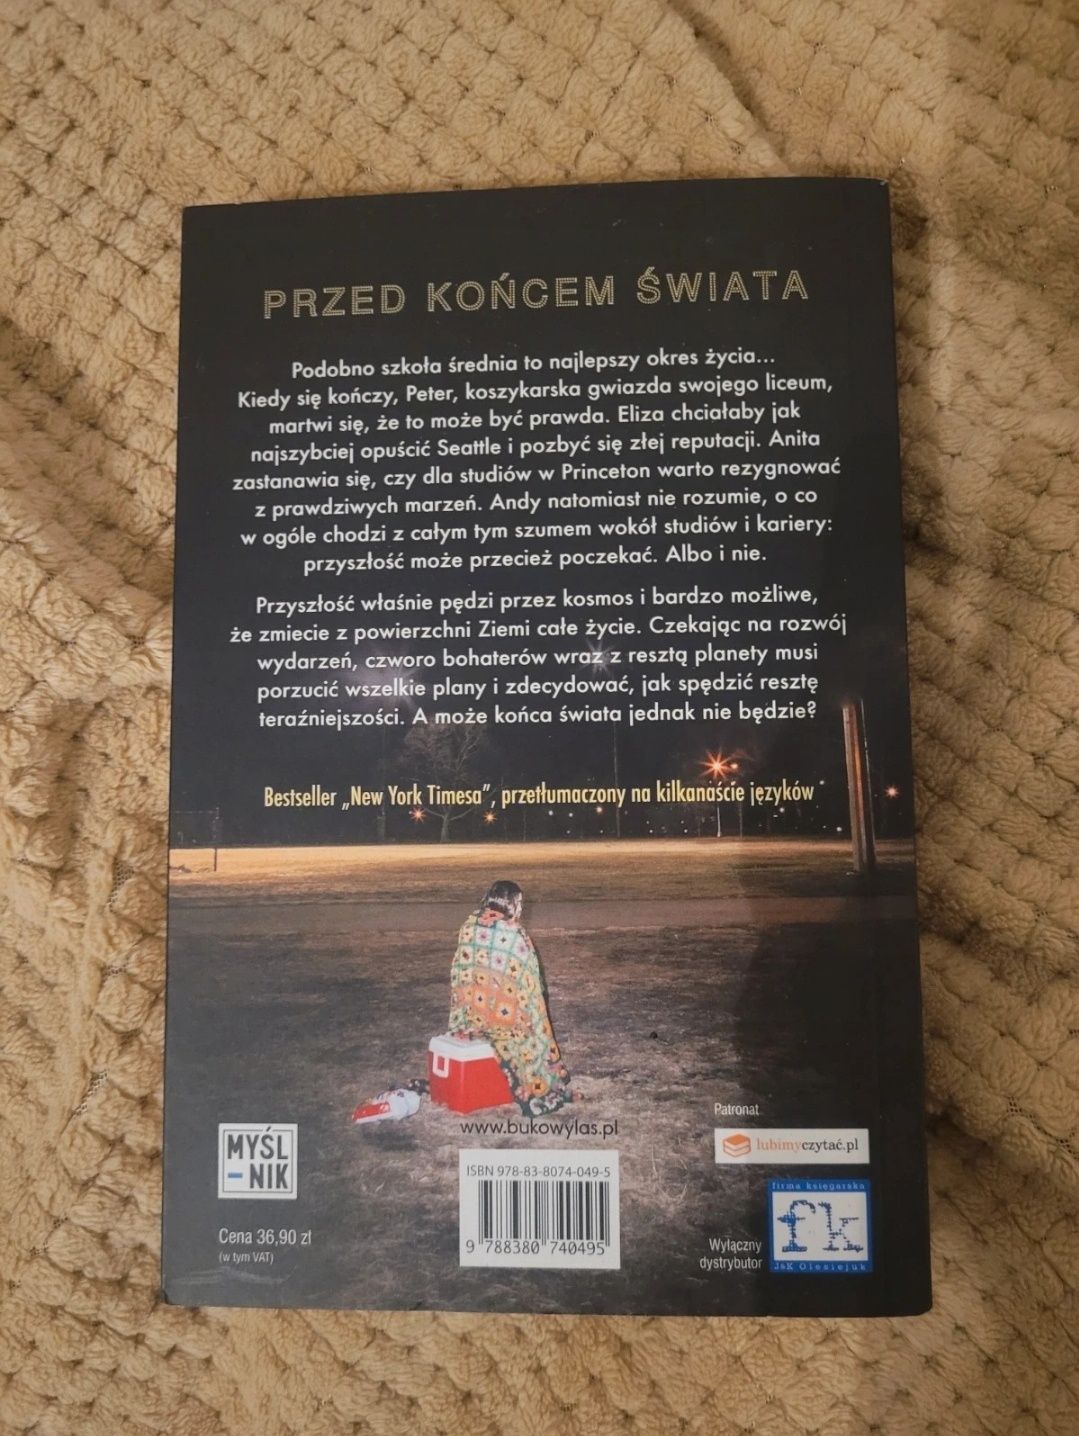 PRZED KOŃCEM ŚWIATA
Podobno szkoła średnia to najlepszy okres życia...
Kiedy się kończy, Peter, koszykarska gwiazda swojego liceum,
martwi się, że to może być prawda. Eliza chciałaby jak
najszybciej opuścić Seattle i pozbyć się złej reputacji. Anita
zastanawia się, czy dla studiów w Princeton warto rezygnować
z prawdziwych marzeń. Andy natomiast nie rozumie, o co
w ogóle chodzi z całym tym szumem wokół studiów i kariery:
przyszłość może przecież poczekać. Albo i nie.
Przyszłość właśnie pędzi przez kosmos i bardzo możliwe,
że zmiecie z powierzchni Ziemi całe życie. Czekając na rozwój
wydarzeń, czworo bohaterów wraz z resztą planety musi
porzucić wszelkie plany i zdecydować, jak spędzić resztę
teraźniejszości. A może końca świata jednak nie będzie?
Bestseller „New York Timesa”, przetłumaczony na kilkanaście języków
www.bukowylas.pl
MYŚL
-NIK
Cena 36,90 zł
(w tym VAT)
ISBN 978-83-8074-049-5
9 788380 740495
Patronat
lubimyczytać.pl
Wyłączny
dystrybutor
firma księgarska
fk
J&K Olesiejuk